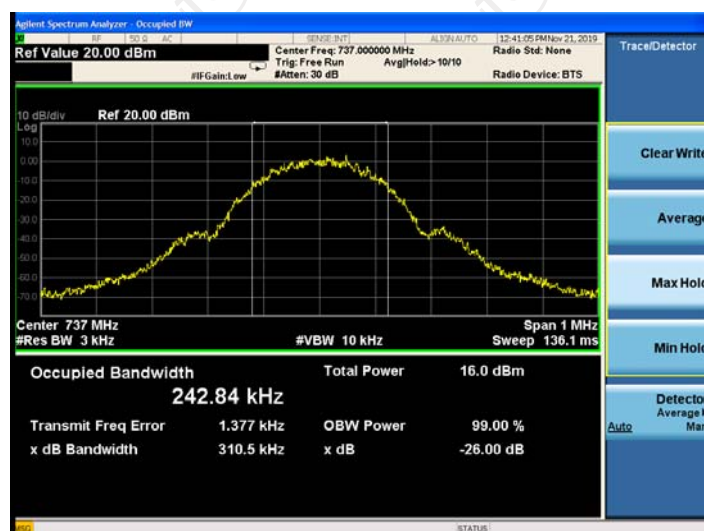 Agilent Spectrum Analyzer - Occupied BW
RF 50 Ω AC SENSE:INT ALIGN AUTO 12:41:05 PM Nov 21, 2019
Ref Value 20.00 dBm Center Freq: 737.000000 MHz Radio Std: None Trace/Detector
Trig: Free Run Avg|Hold:> 10/10
#IFGain:Low #Atten: 30 dB Radio Device: BTS
10 dB/div Ref 20.00 dBm
Log
10.0
0.00
-10.0
-20.0
-30.0
-40.0
-50.0
-60.0
-70.0
Clear Write
Average
Max Hold
Min Hold
Center 737 MHz Span 1 MHz
#Res BW 3 kHz #VBW 10 kHz Sweep 136.1 ms
Occupied Bandwidth Total Power 16.0 dBm
242.84 kHz
Transmit Freq Error 1.377 kHz OBW Power 99.00 %
x dB Bandwidth 310.5 kHz x dB -26.00 dB
Detecto
Average
Auto Man
MSG STATUS